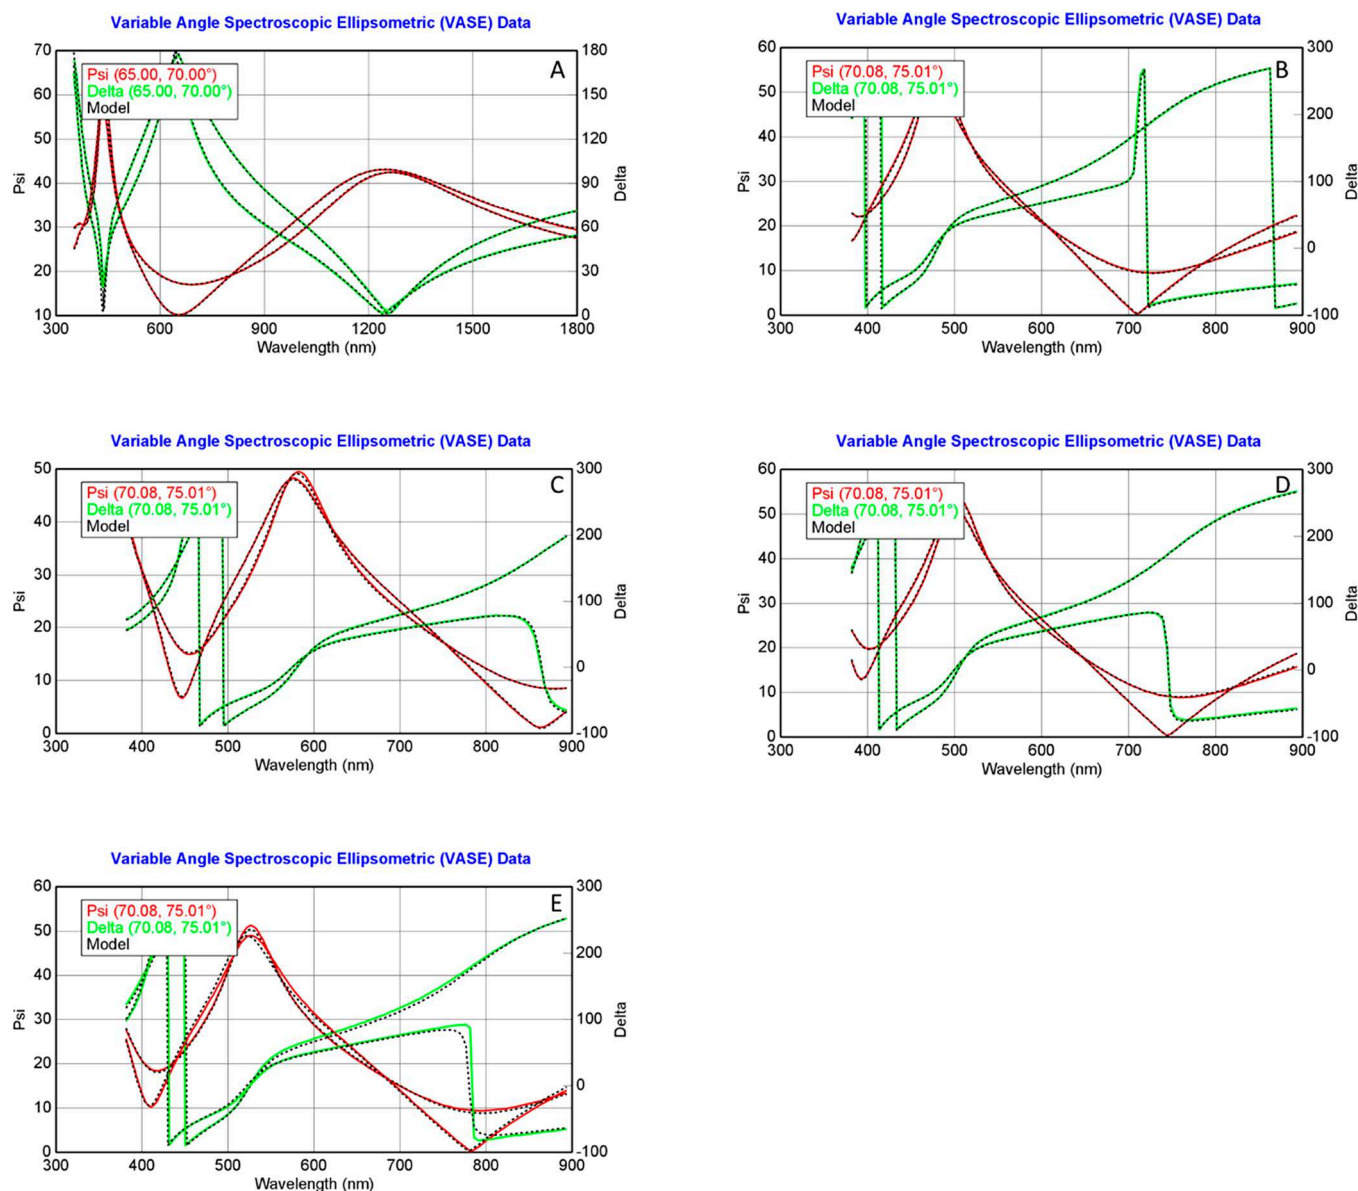 Variable Angle Spectroscopic Ellipsometric (VASE) Data
A
Psi (65.00, 70.00°)
Delta (65.00, 70.00°)
Model
70
60
50
40
30
20
10
Psi
180
150
120
90
60
30
0
Delta
300 600 900 1200 1500 1800
Wavelength (nm)
Variable Angle Spectroscopic Ellipsometric (VASE) Data
B
Psi (70.08, 75.01°)
Delta (70.08, 75.01°)
Model
60
50
40
30
20
10
0
Psi
300
200
100
0
-100
Delta
300 400 500 600 700 800 900
Wavelength (nm)
Variable Angle Spectroscopic Ellipsometric (VASE) Data
C
Psi (70.08, 75.01°)
Delta (70.08, 75.01°)
Model
50
40
30
20
10
0
Psi
300
200
100
0
-100
Delta
300 400 500 600 700 800 900
Wavelength (nm)
Variable Angle Spectroscopic Ellipsometric (VASE) Data
D
Psi (70.08, 75.01°)
Delta (70.08, 75.01°)
Model
60
50
40
30
20
10
0
Psi
300
200
100
0
-100
Delta
300 400 500 600 700 800 900
Wavelength (nm)
Variable Angle Spectroscopic Ellipsometric (VASE) Data
E
Psi (70.08, 75.01°)
Delta (70.08, 75.01°)
Model
60
50
40
30
20
10
0
Psi
300
200
100
0
-100
Delta
300 400 500 600 700 800 900
Wavelength (nm)